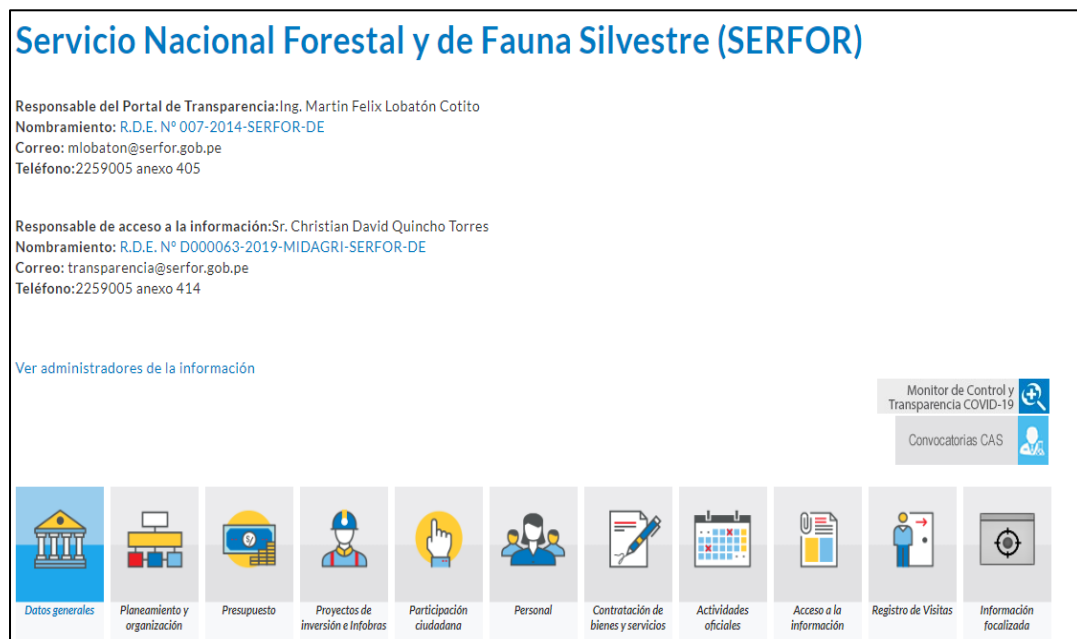 Servicio Nacional Forestal y de Fauna Silvestre (SERFOR)
Responsable del Portal de Transparencia:Ing. Martin Felix Lobatón Cotito
Nombramiento: R.D.E. Nº 007-2014-SERFOR-DE
Correo: mlobaton@serfor.gob.pe
Teléfono:2259005 anexo 405
Responsable de acceso a la información:Sr. Christian David Quincho Torres
Nombramiento: R.D.E. Nº D000063-2019-MIDAGRI-SERFOR-DE
Correo: transparencia@serfor.gob.pe
Teléfono:2259005 anexo 414
Ver administradores de la información
Monitor de Control y
Transparencia COVID-19
Convocatorias CAS
Datos generales
Planeamiento y
organización
Presupuesto
Proyectos de
inversión e Infobras
Participación
ciudadana
Personal
Contratación de
bienes y servicios
Actividades
oficiales
Acceso a la
información
Registro de Visitas
Información
focalizada